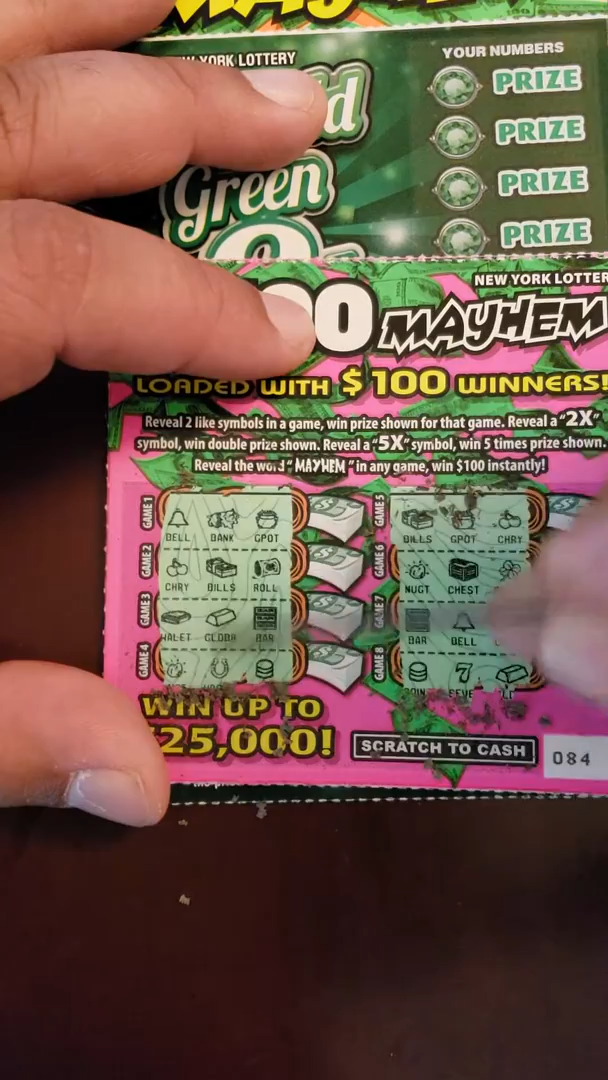 NEW YORK LOTTERY
YOUR NUMBERS
PRIZE
PRIZE
Green
PRIZE
PRIZE
NEW YORK LOTTER
00 MAYHEM
LOADED WITH $100 WINNERS!
Reveal 2 like symbols in a game, win prize shown for that game. Reveal a "2X"
symbol, win double prize shown. Reveal a "5X" symbol, win 5 times prize shown.
Reveal the word "MAYHEM" in any game, win $100 instantly!
GAME 1 BELL BANK GPOT
GAME 5 BILLS GPOT CHRY
GAME 2 CHRY BILLS ROLL
GAME 6 NUGT CHEST
GAME 3 WALET GLDBR BAR
GAME 7 BAR BELL
GAME 4
GAME 8
WIN UP TO
25,000!
SCRATCH TO CASH
084